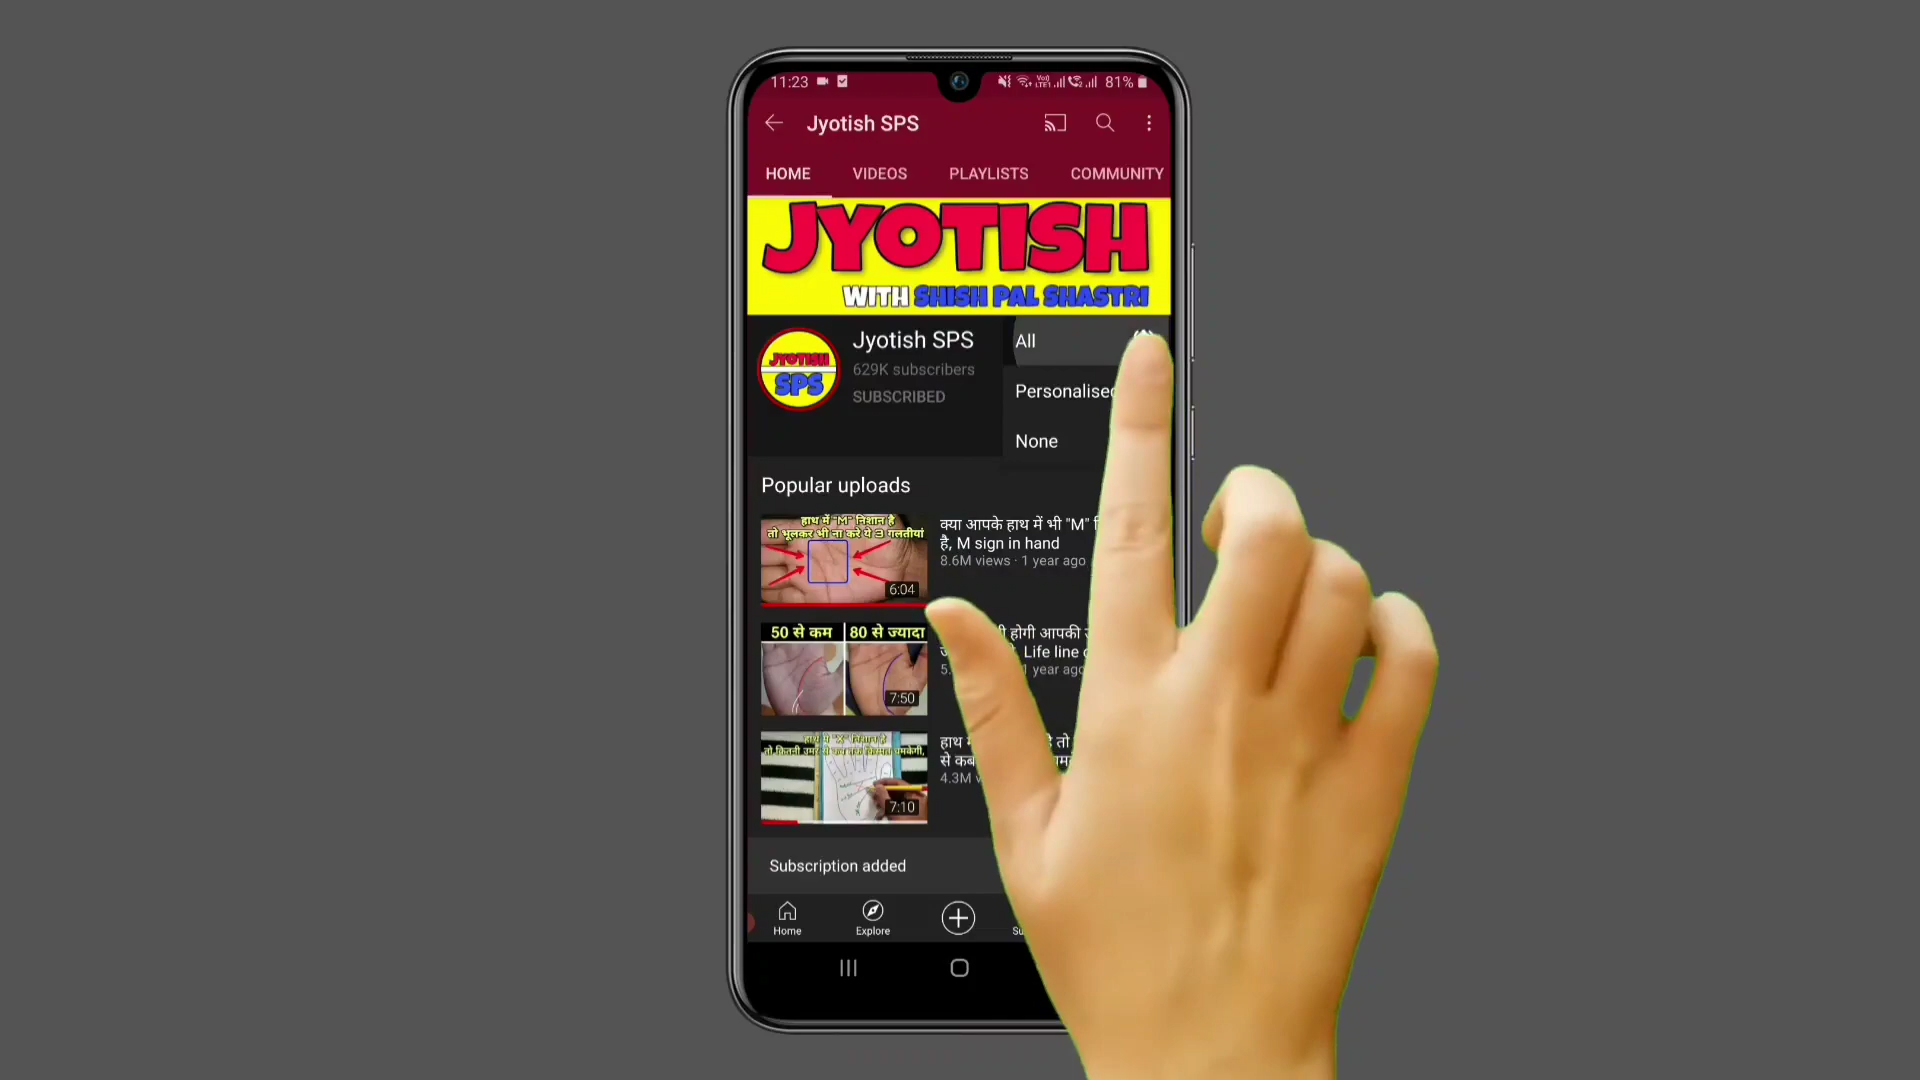 11:23
81%
Jyotish SPS
HOME VIDEOS PLAYLISTS COMMUNITY
JYOTISH
WITH SHISH PAL SHASTRI
JYOTISH
SPS
Jyotish SPS
629K subscribers
SUBSCRIBED
All
Personalised
None
Popular uploads
हाथ में "M" निशान है
तो भूलकर भी ना करे ये 3 गलतीयां
6:04
क्या आपके हाथ में भी "M"
है, M sign in hand
8.6M views · 1 year ago
50 से कम 80 से ज्यादा
7:50
होगी आपकी
Life line
1 year ago
हाथ में "X" निशान है
7:10
हाथ
तो
से कब
4.3M
Subscription added
Home
Explore